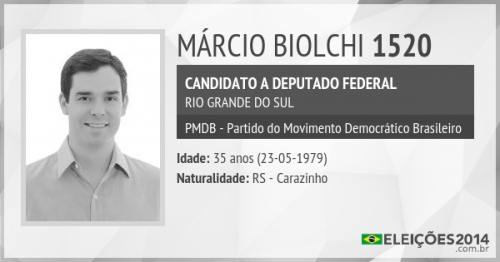 MÁRCIO BIOLCHI 1520
CANDIDATO A DEPUTADO FEDERAL
RIO GRANDE DO SUL
PMDB - Partido do Movimento Democrático Brasileiro
Idade: 35 anos (23-05-1979)
Naturalidade: RS - Carazinho
ELEIÇÕES2014
.com.br